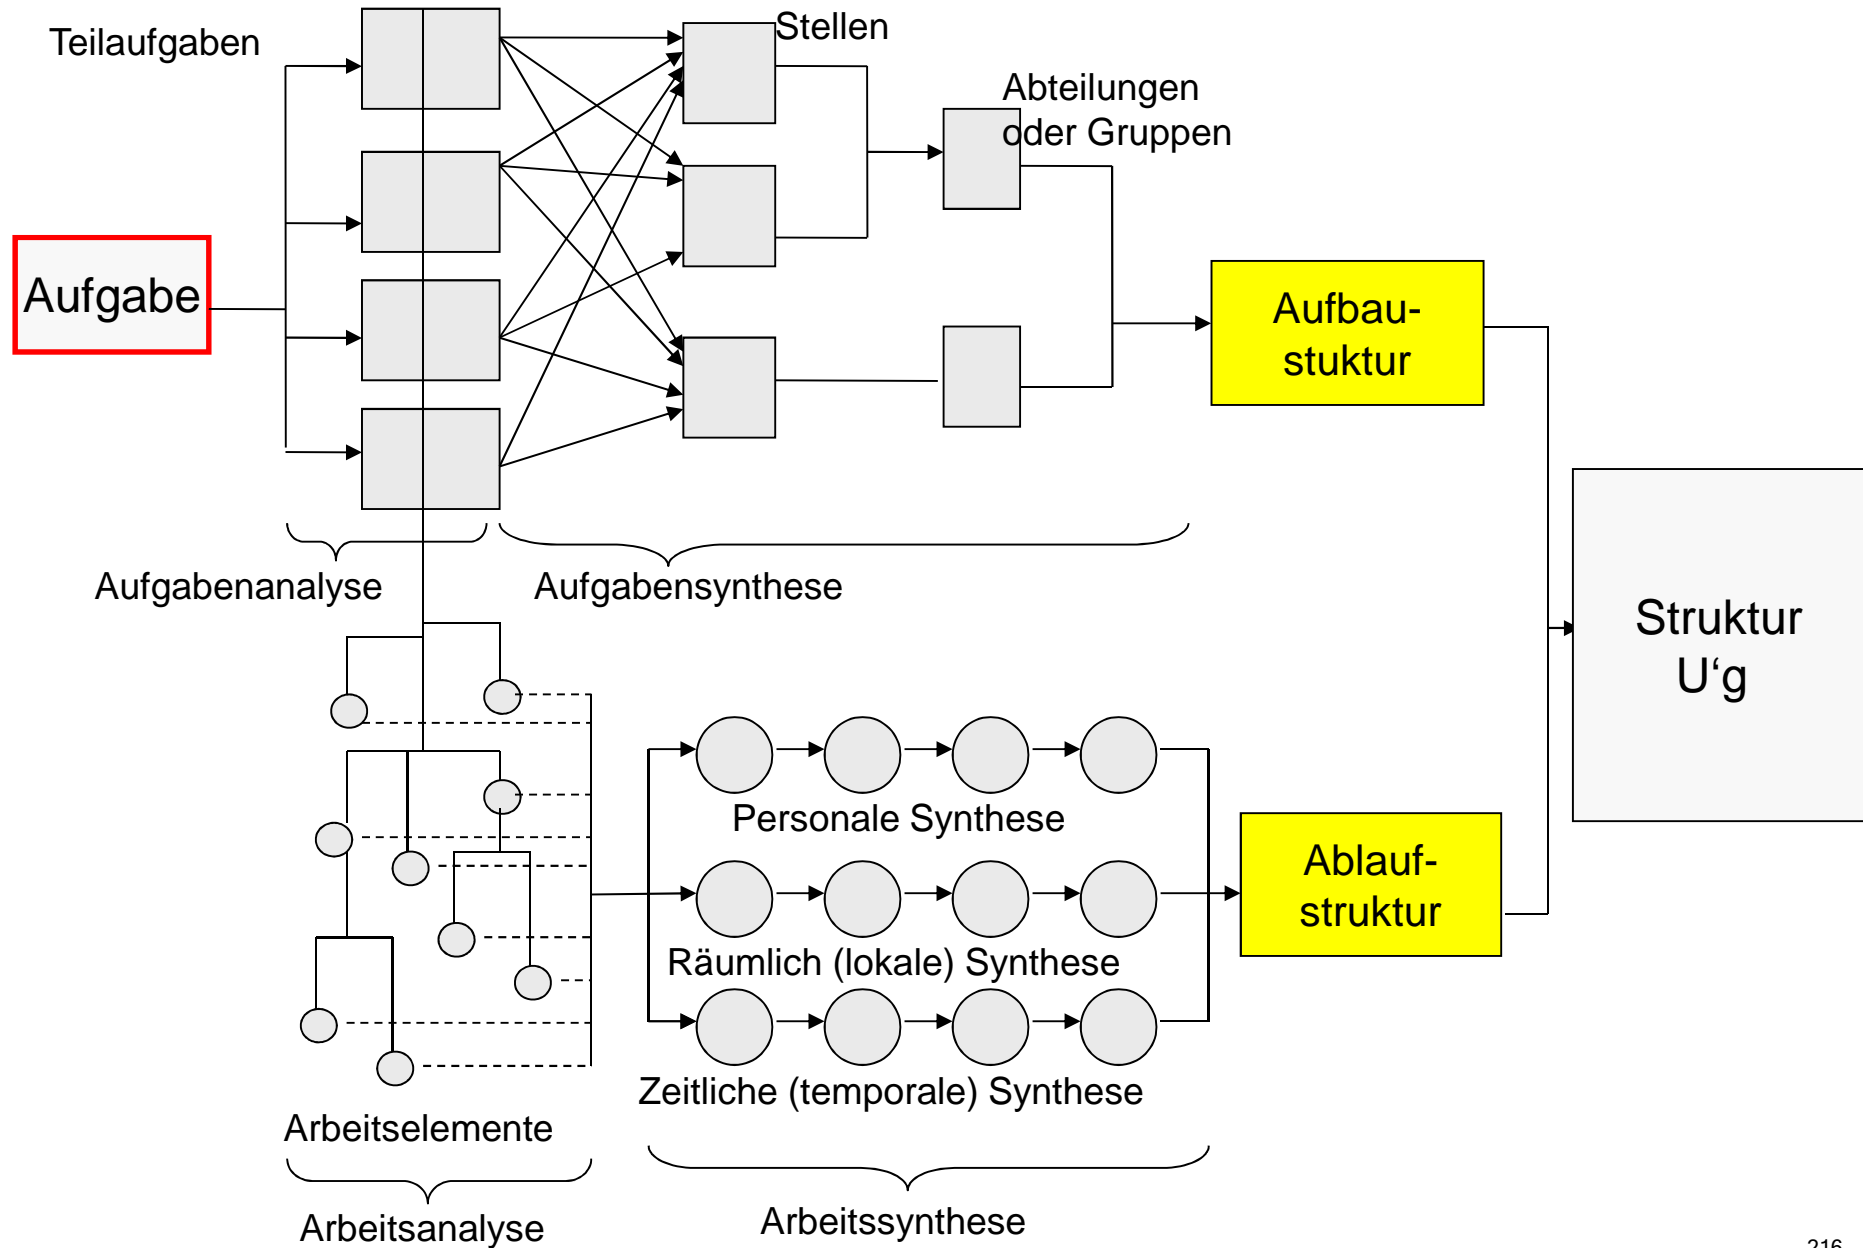 Teilaufgaben
Stellen
Abteilungen
oder Gruppen
Aufgabe
Aufbau-
stuktur
Aufgabenanalyse
Aufgabensynthese
Struktur
U‘g
Personale Synthese
Räumlich (lokale) Synthese
Zeitliche (temporale) Synthese
Ablauf-
struktur
Arbeitselemente
Arbeitsanalyse
Arbeitssynthese
216